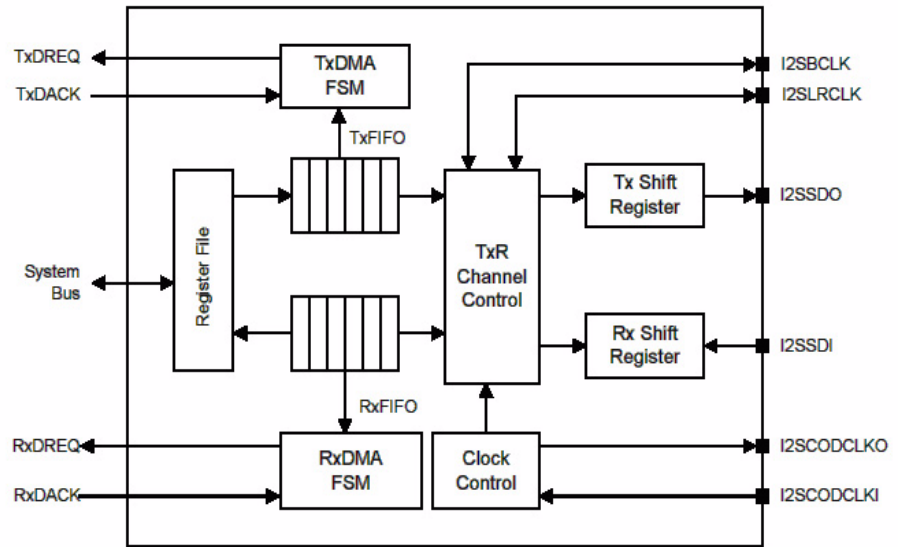 TxDREQ
TxDACK
TxDMA
FSM
TxFIFO
I2SBCLK
I2SLRCLK
Register File
TxR
Channel
Control
Tx Shift
Register
I2SSDO
System
Bus
Rx Shift
Register
I2SSDI
RxFIFO
RxDREQ
RxDACK
RxDMA
FSM
Clock
Control
I2SCODCLKO
I2SCODCLKI